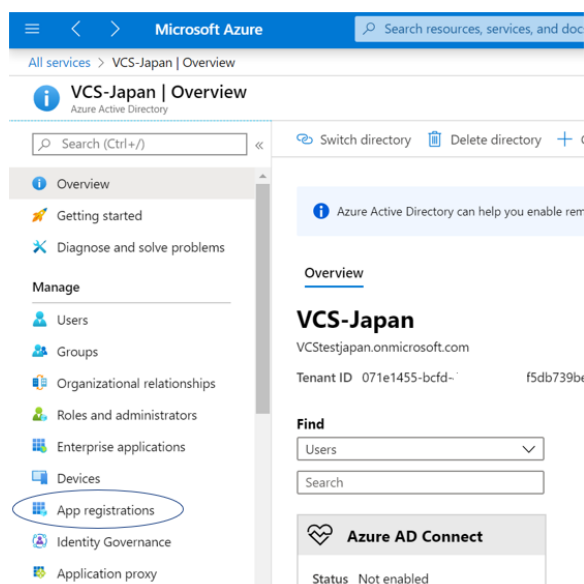 Microsoft Azure
Search resources, services, and doc
All services > VCS-Japan | Overview
VCS-Japan | Overview
Azure Active Directory
Search (Ctrl+/)
«
Switch directory
Delete directory
Overview
Getting started
Diagnose and solve problems
Manage
Users
Groups
Organizational relationships
Roles and administrators
Enterprise applications
Devices
App registrations
Identity Governance
Application proxy
Azure Active Directory can help you enable rem
Overview
VCS-Japan
VCStestjapan.onmicrosoft.com
Tenant ID 071e1455-bcfd- f5db739be
Find
Users
Search
Azure AD Connect
Status Not enabled